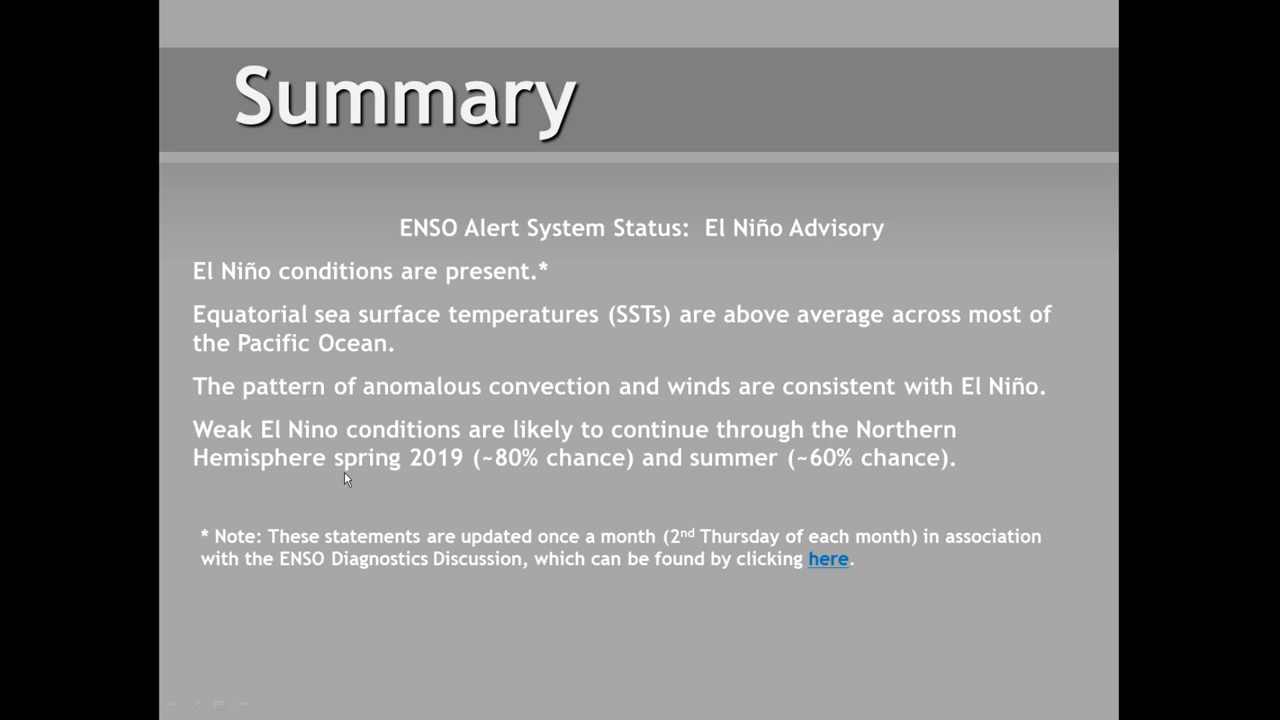 Summary
ENSO Alert System Status:  El Niño Advisory
El Niño conditions are present.*
Equatorial sea surface temperatures (SSTs) are above average across most of
the Pacific Ocean.
The pattern of anomalous convection and winds are consistent with El Niño.
Weak El Nino conditions are likely to continue through the Northern
Hemisphere spring 2019 (~80% chance) and summer (~60% chance).
* Note: These statements are updated once a month (2nd Thursday of each month) in association
with the ENSO Diagnostics Discussion, which can be found by clicking here.